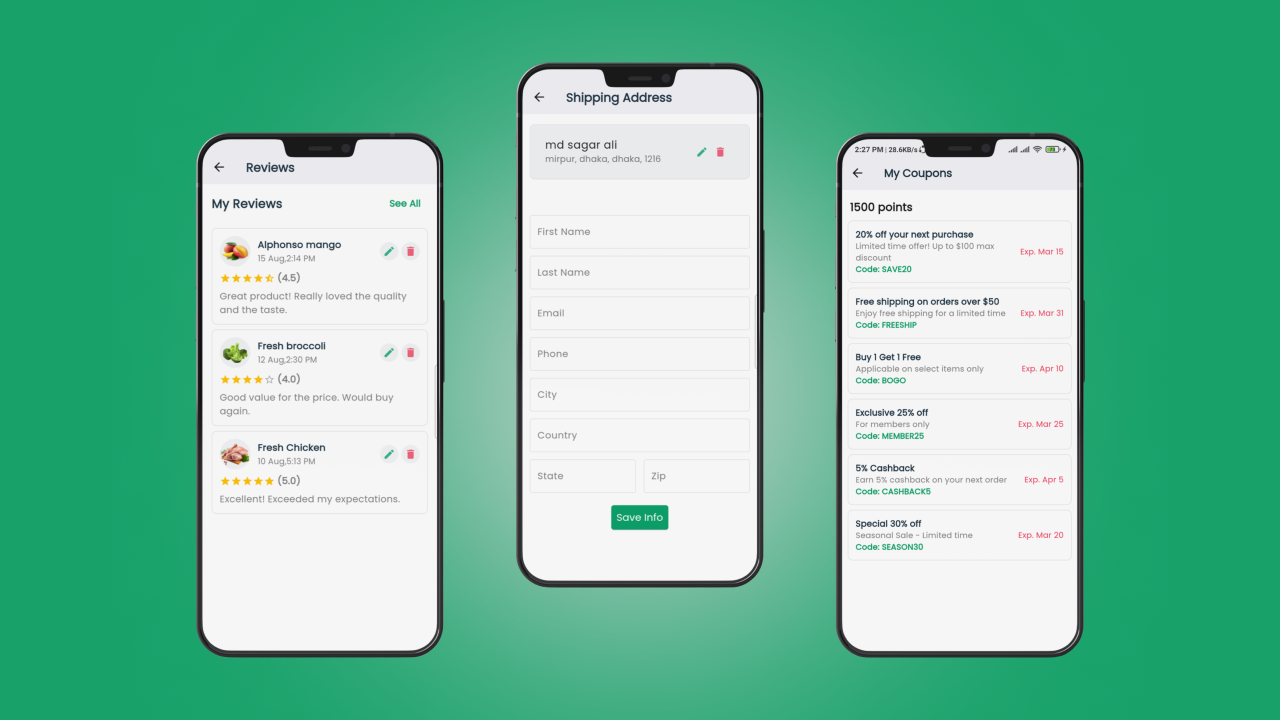 Reviews
My Reviews
See All
Alphonso mango
15 Aug,2:14 PM
(4.5)
Great product! Really loved the quality
and the taste.
Fresh broccoli
12 Aug,2:30 PM
(4.0)
Good value for the price. Would buy
again.
Fresh Chicken
10 Aug,5:13 PM
(5.0)
Excellent! Exceeded my expectations.
Shipping Address
md sagar ali
mirpur, dhaka, dhaka, 1216
First Name
Last Name
Email
Phone
City
Country
State
Zip
Save Info
2:27 PM | 28.6KB/s
My Coupons
1500 points
20% off your next purchase
Limited time offer! Up to $100 max
discount
Code: SAVE20
Exp. Mar 15
Free shipping on orders over $50
Enjoy free shipping for a limited time
Code: FREESHIP
Exp. Mar 31
Buy 1 Get 1 Free
Applicable on select items only
Code: BOGO
Exp. Apr 10
Exclusive 25% off
For members only
Code: MEMBER25
Exp. Mar 25
5% Cashback
Earn 5% cashback on your next order
Code: CASHBACK5
Exp. Apr 5
Special 30% off
Seasonal Sale - Limited time
Code: SEASON30
Exp. Mar 20